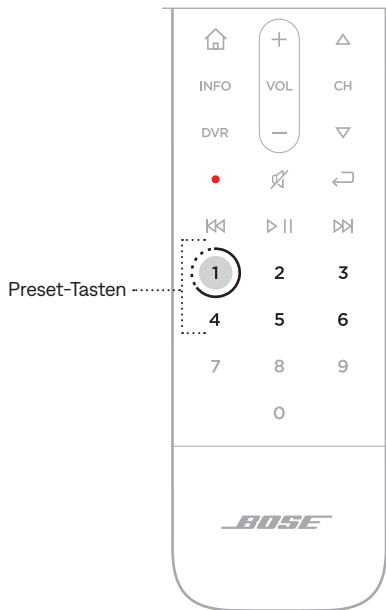 +
INFO VOL CH
DVR −
1 2 3
Preset-Tasten
4 5 6
7 8 9
0
BOSE